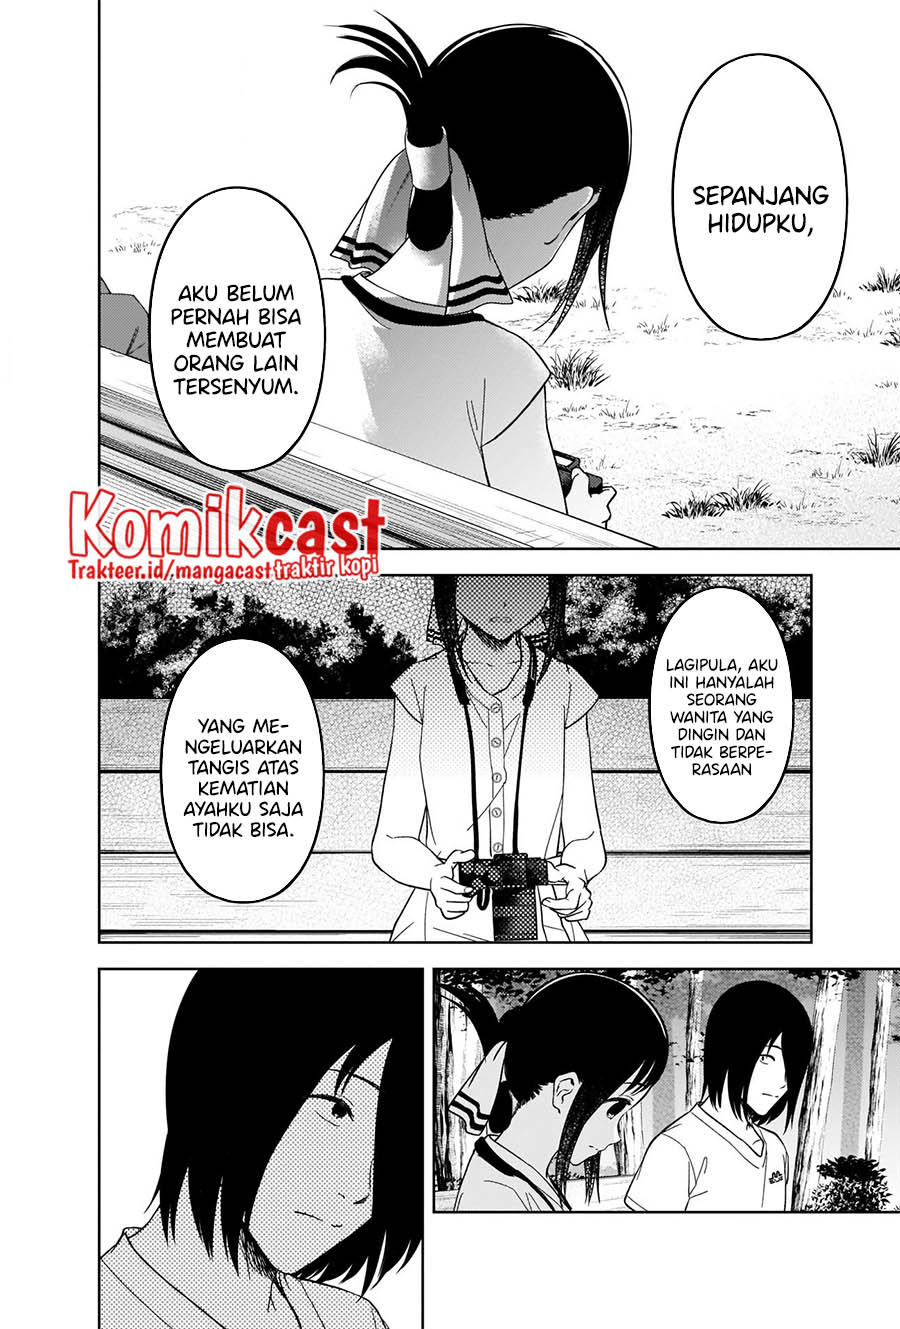 SEPANJANG
HIDUPKU,
AKU BELUM
PERNAH BISA
MEMBUAT
ORANG LAIN
TERSENYUM.
Komikcast
Trakteer.id/mangacast traktir kopi
LAGIPULA, AKU
INI HANYALAH
SEORANG
WANITA YANG
DINGIN DAN
TIDAK BERPE-
RASAAN
YANG ME-
NGELUARKAN
TANGIS ATAS
KEMATIAN
AYAHKU SAJA
TIDAK BISA.